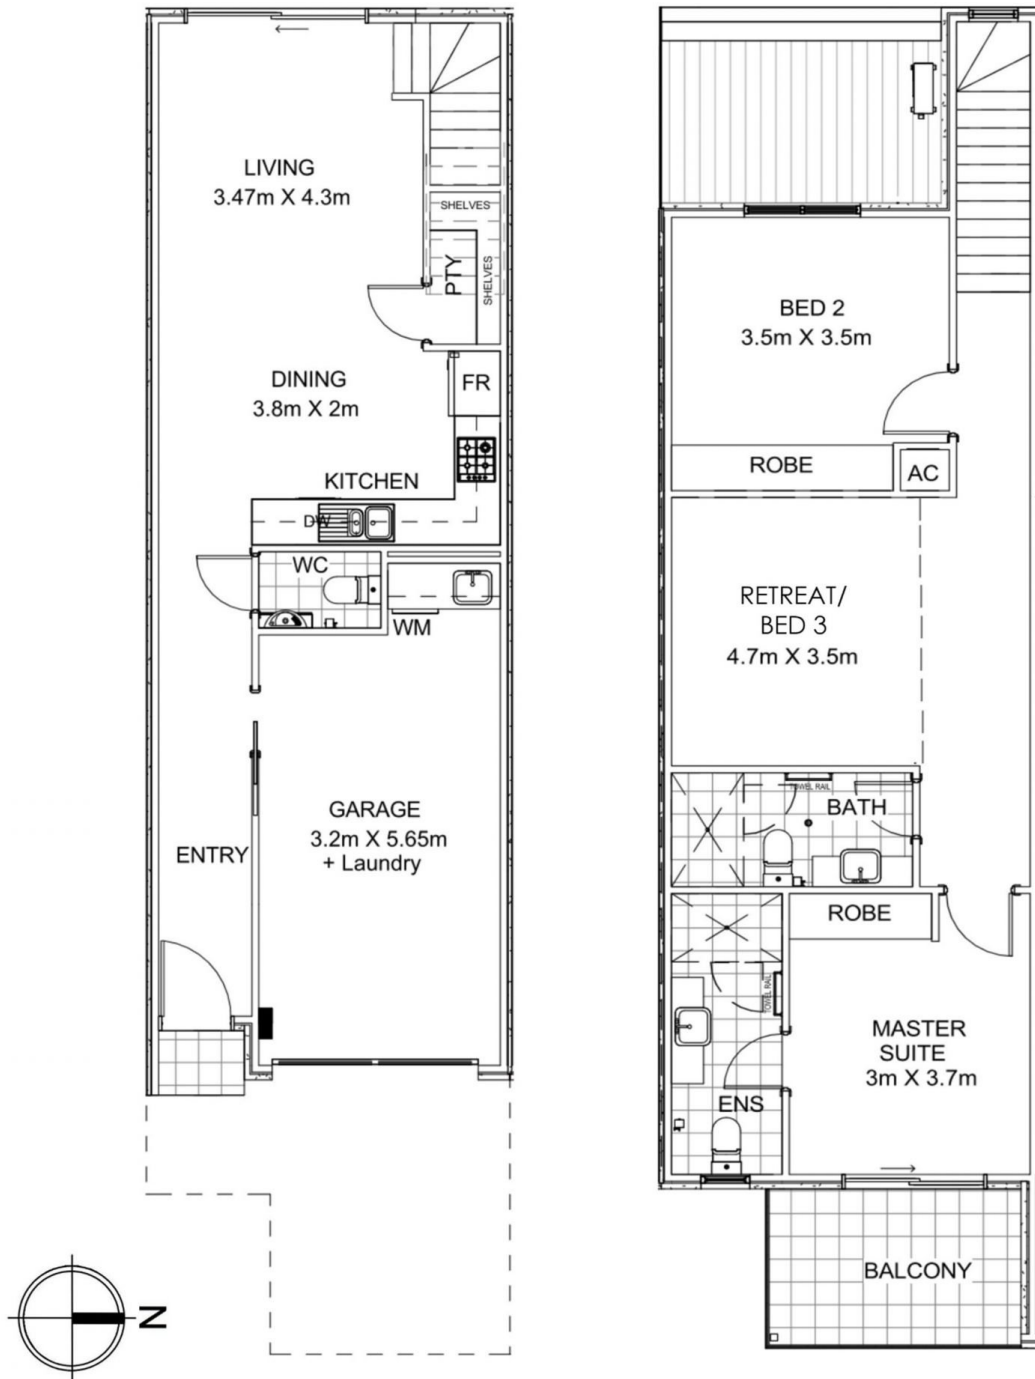 LIVING
3.47m X 4.3m
SHELVES
SHELVES
PTY
DINING
3.8m X 2m
FR
KITCHEN
DW
WC
WM
GARAGE
3.2m X 5.65m
+ Laundry
ENTRY
N
BED 2
3.5m X 3.5m
ROBE
AC
RETREAT/
BED 3
4.7m X 3.5m
TOWEL RAIL
BATH
ROBE
TOWEL RAIL
MASTER
SUITE
3m X 3.7m
ENS
BALCONY